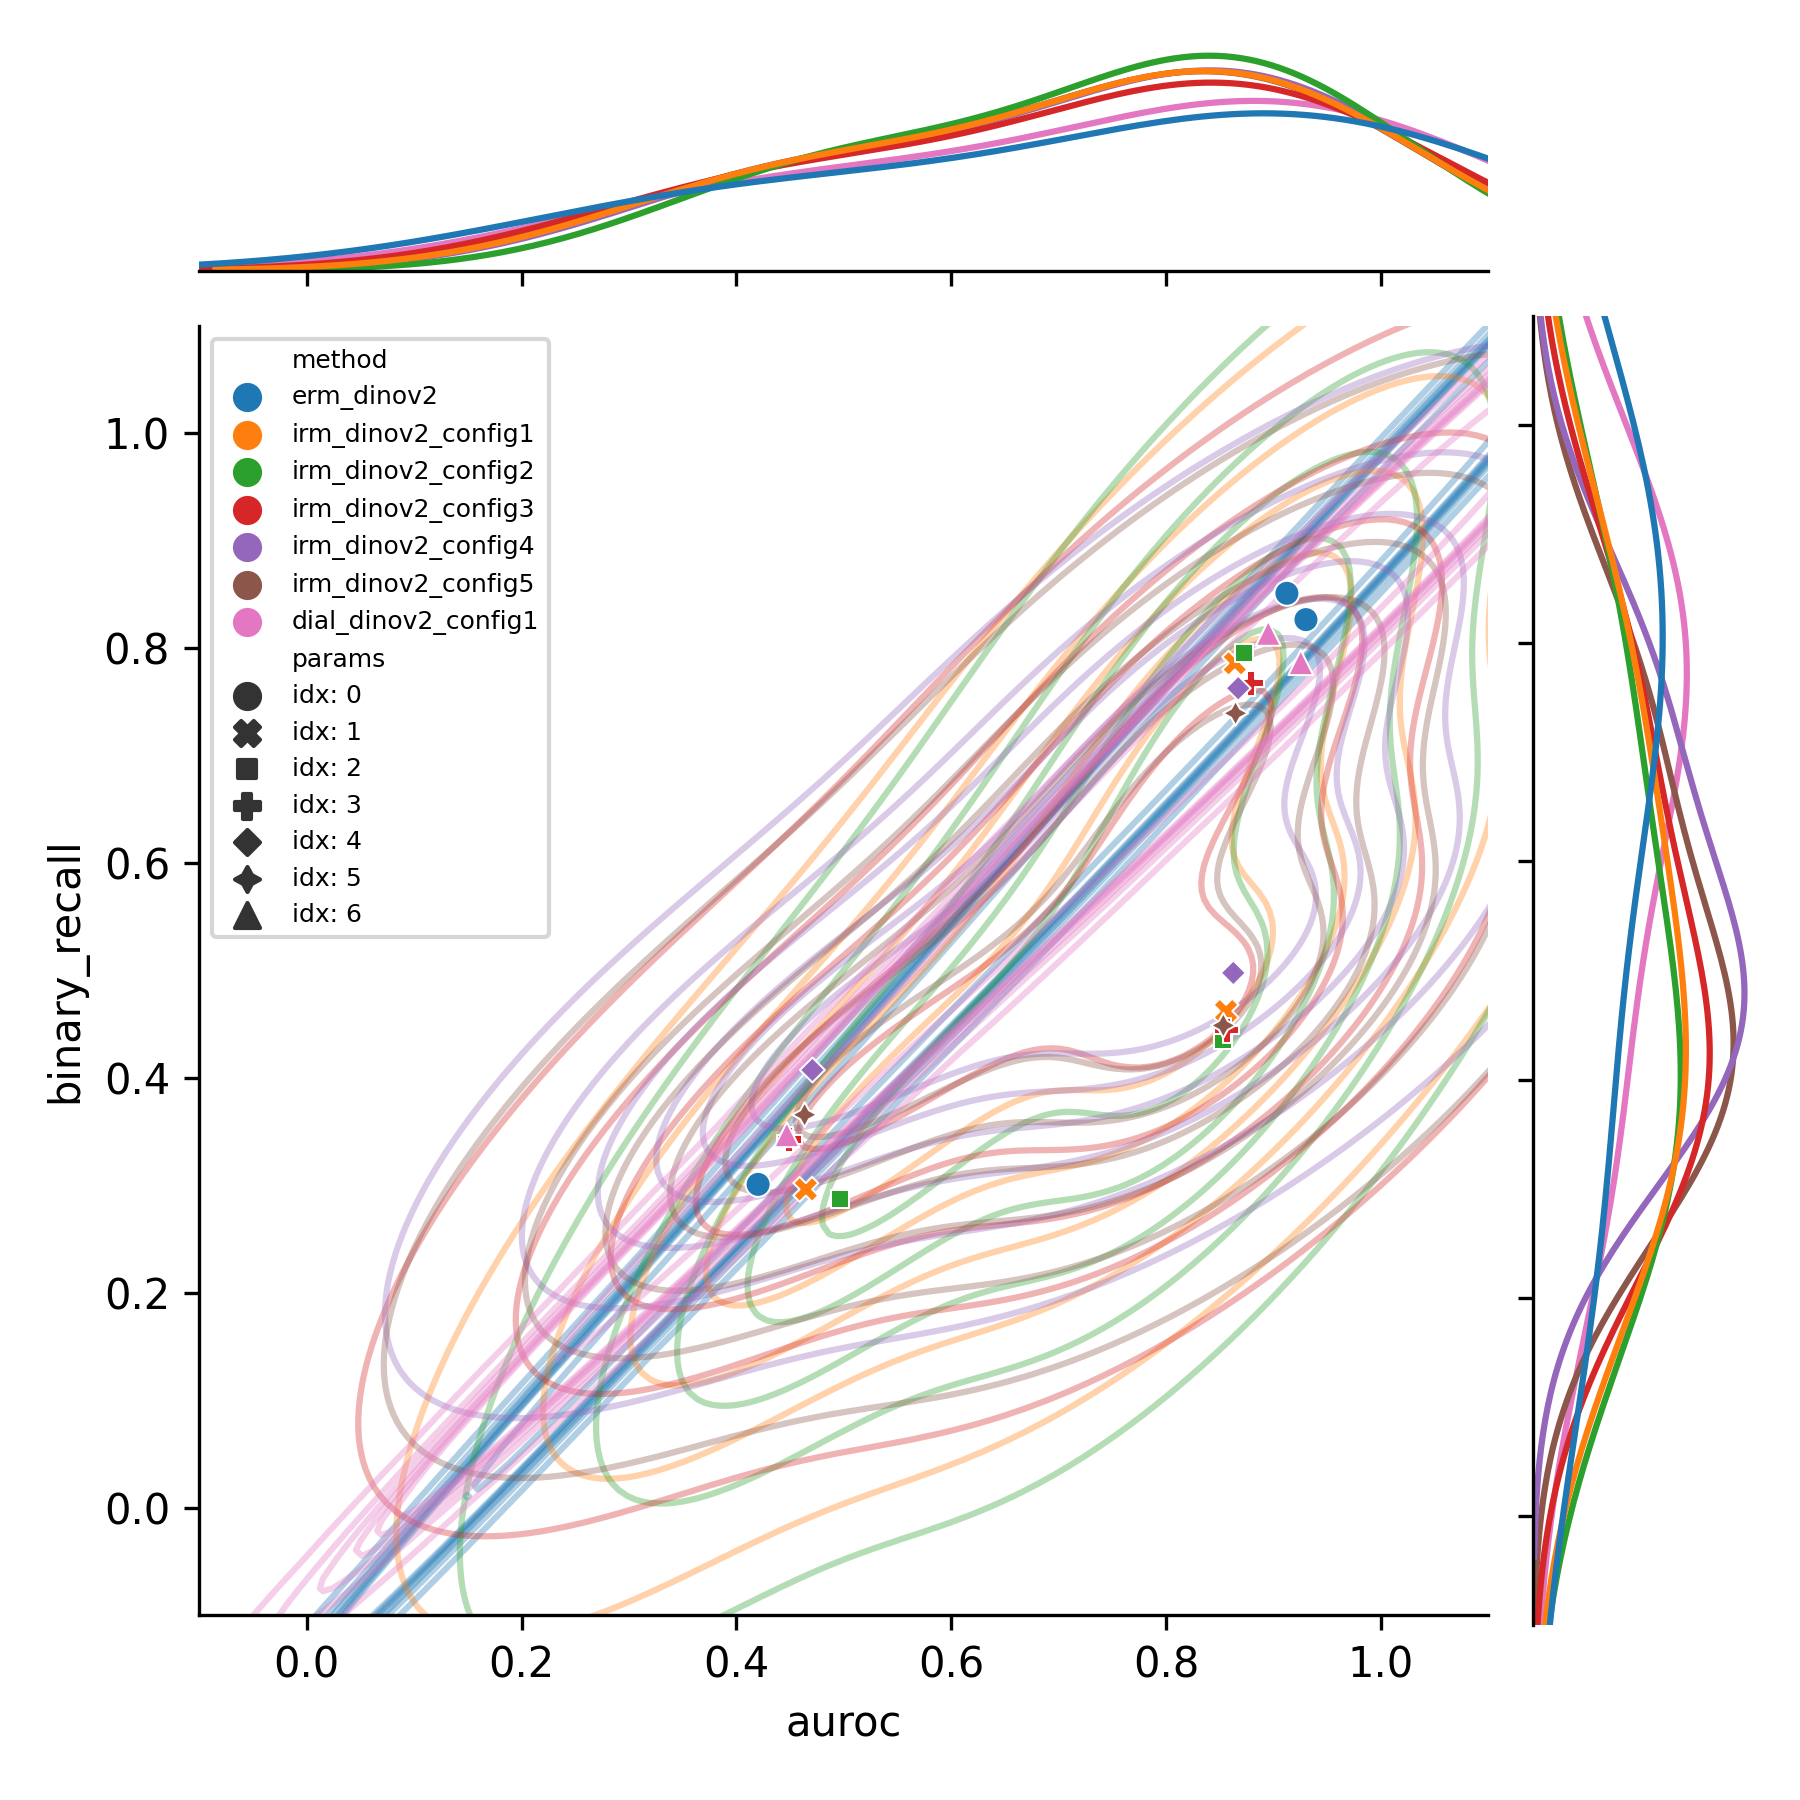 method
erm_dinov2
irm_dinov2_config1
irm_dinov2_config2
irm_dinov2_config3
irm_dinov2_config4
irm_dinov2_config5
dial_dinov2_config1
params
idx: 0
idx: 1
idx: 2
idx: 3
idx: 4
idx: 5
idx: 6
1.0
0.8
0.6
0.4
0.2
0.0
binary_recall
0.0 0.2 0.4 0.6 0.8 1.0
auroc